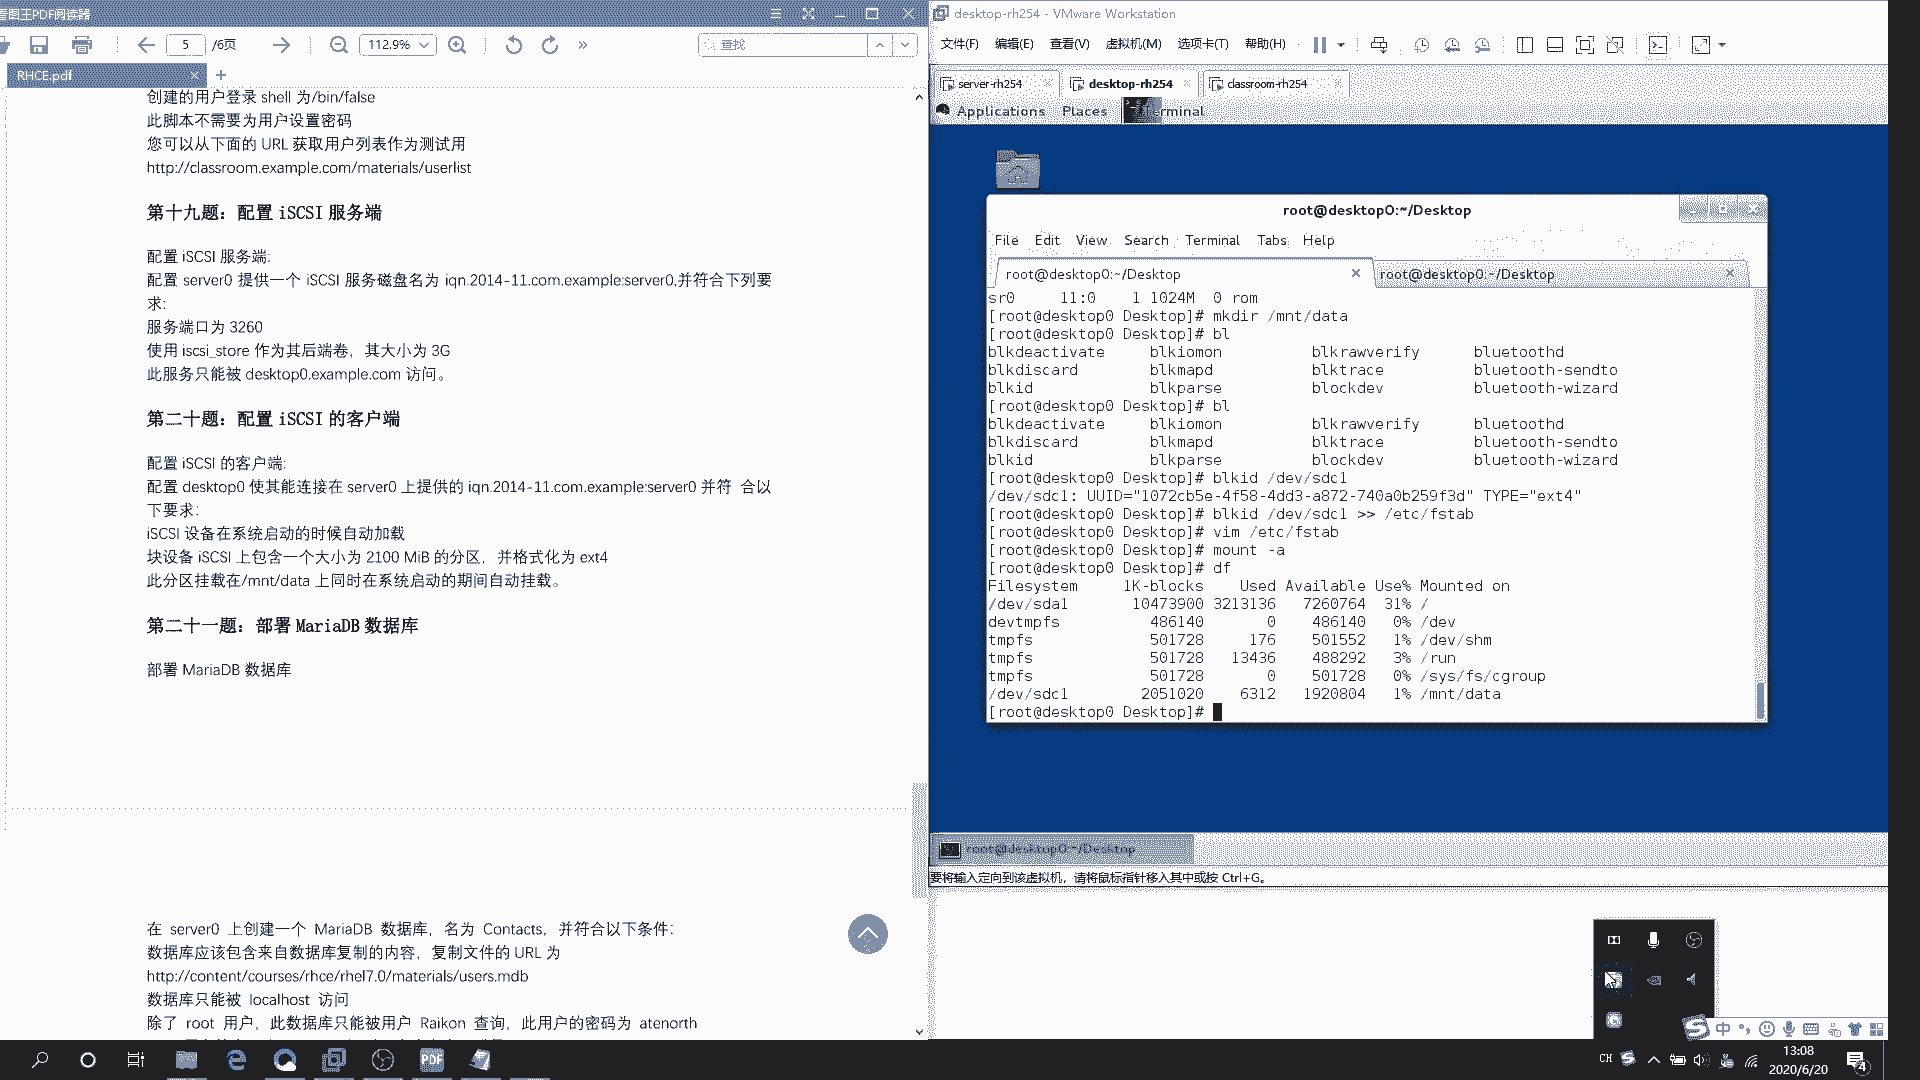 看图王PDF阅读器
5 /6页
112.9%
查找
RHCE.pdf
创建的用户登录 shell 为/bin/false
此脚本不需要为用户设置密码
您可以从下面的 URL 获取用户列表作为测试用
http://classroom.example.com/materials/userlist
第十九题：配置 iSCSI 服务端
配置 iSCSI 服务端:
配置 server0 提供一个 iSCSI 服务磁盘名为 iqn.2014-11.com.example:server0,并符合下列要
求:
服务端口为 3260
使用 iscsi_store 作为其后端卷，其大小为 3G
此服务只能被 desktop0.example.com 访问。
第二十题：配置 iSCSI 的客户端
配置 iSCSI 的客户端:
配置 desktop0 使其能连接在 server0 上提供的 iqn.2014-11.com.example:server0 并符 合以
下要求:
iSCSI 设备在系统启动的时候自动加载
块设备 iSCSI 上包含一个大小为 2100 MiB 的分区，并格式化为 ext4
此分区挂载在/mnt/data 上同时在系统启动的期间自动挂载。
第二十一题：部署 MariaDB 数据库
部署 MariaDB 数据库
在 server0 上创建一个 MariaDB 数据库，名为 Contacts，并符合以下条件:
数据库应该包含来自数据库复制的内容，复制文件的 URL 为
http://content/courses/rhce/rhel7.0/materials/users.mdb
数据库只能被 localhost 访问
除了 root 用户，此数据库只能被用户 Raikon 查询，此用户的密码为 atenorth
desktop-rh254 - VMware Workstation
文件(F) 编辑(E) 查看(V) 虚拟机(M) 选项卡(T) 帮助(H)
server-rh254 desktop-rh254 classroom-rh254
Applications Places Terminal
root@desktop0:~/Desktop
File Edit View Search Terminal Tabs Help
root@desktop0:~/Desktop root@desktop0:~/Desktop
sr0 11:0 1 1024M 0 rom
[root@desktop0 Desktop]# mkdir /mnt/data
[root@desktop0 Desktop]# bl
blkdeactivate blkiomon blkrawverify bluetoothd
blkdiscard blkmapd blktrace bluetooth-sendto
blkid blkparse blockdev bluetooth-wizard
[root@desktop0 Desktop]# bl
blkdeactivate blkiomon blkrawverify bluetoothd
blkdiscard blkmapd blktrace bluetooth-sendto
blkid blkparse blockdev bluetooth-wizard
[root@desktop0 Desktop]# blkid /dev/sdc1
/dev/sdc1: UUID="1072cb5e-4f58-4dd3-a872-740a0b259f3d" TYPE="ext4"
[root@desktop0 Desktop]# blkid /dev/sdc1 >> /etc/fstab
[root@desktop0 Desktop]# vim /etc/fstab
[root@desktop0 Desktop]# mount -a
[root@desktop0 Desktop]# df
Filesystem 1K-blocks Used Available Use% Mounted on
/dev/sda1 10473900 3213136 7260764 31% /
devtmpfs 486140 0 486140 0% /dev
tmpfs 501728 176 501552 1% /dev/shm
tmpfs 501728 13436 488292 3% /run
tmpfs 501728 0 501728 0% /sys/fs/cgroup
/dev/sdc1 2051020 6312 1920804 1% /mnt/data
[root@desktop0 Desktop]#
root@desktop0:~/Desktop
要将输入定向到该虚拟机，请将鼠标指针移入其中或按 Ctrl+G。
中
PDF
CH
13:08
2020/6/20
4